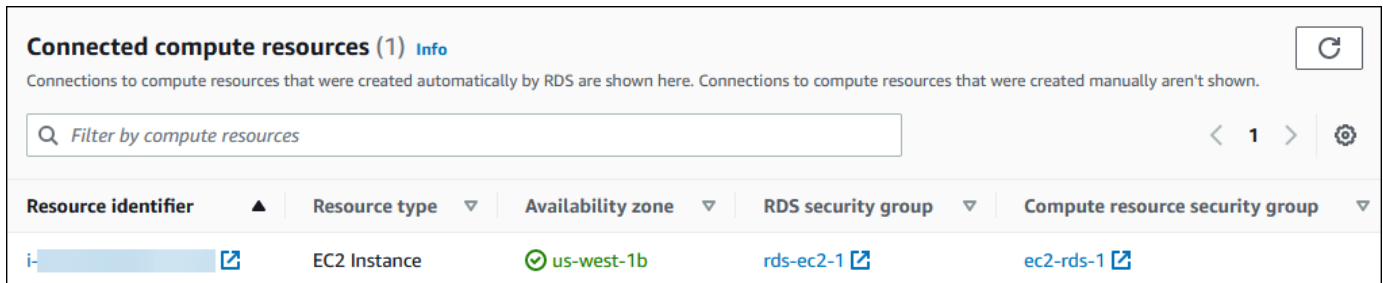 Connected compute resources (1) Info
Connections to compute resources that were created automatically by RDS are shown here. Connections to compute resources that were created manually aren't shown.
Filter by compute resources
1
Resource identifier Resource type Availability zone RDS security group Compute resource security group
i- EC2 Instance us-west-1b rds-ec2-1 ec2-rds-1